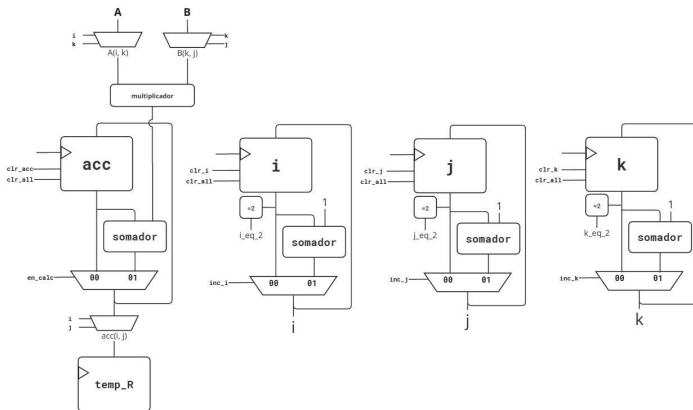 A
B
i
k
A(i, k)
k
j
B(k, j)
multiplicador
acc
clr_acc
clr_all
somador
en_calc
00
01
i
j
acc(i, j)
temp_R
i
clr_i
clr_all
=2
i_eq_2
1
somador
inc_i
00
01
i
j
clr_j
clr_all
=2
j_eq_2
1
somador
inc_j
00
01
j
k
clr_k
clr_all
=2
k_eq_2
1
somador
inc_k
00
01
k